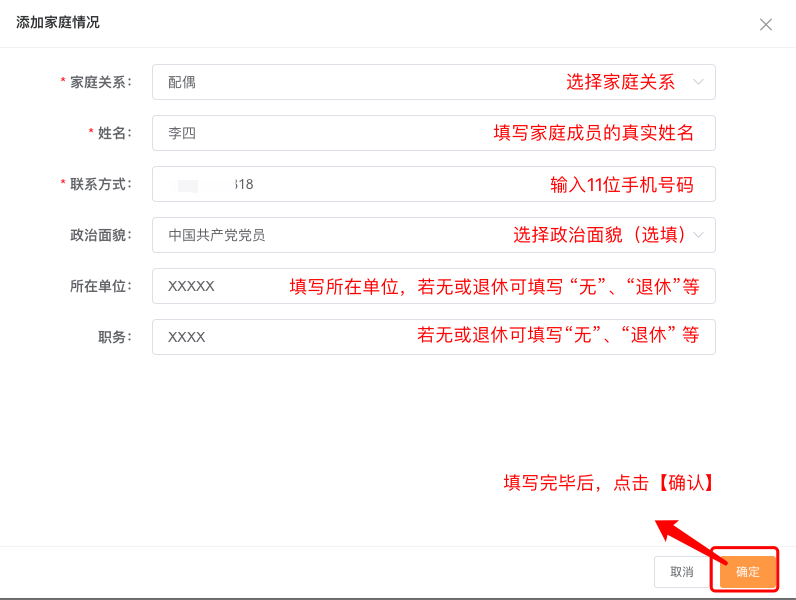 添加家庭情况
* 家庭关系： 配偶 选择家庭关系
* 姓名： 李四 填写家庭成员的真实姓名
* 联系方式： 318 输入11位手机号码
政治面貌： 中国共产党党员 选择政治面貌（选填）
所在单位： XXXXX 填写所在单位，若无或退休可填写 “无”、“退休”等
职务： XXXX 若无或退休可填写“无”、“退休” 等
填写完毕后，点击【确认】
取消 确定